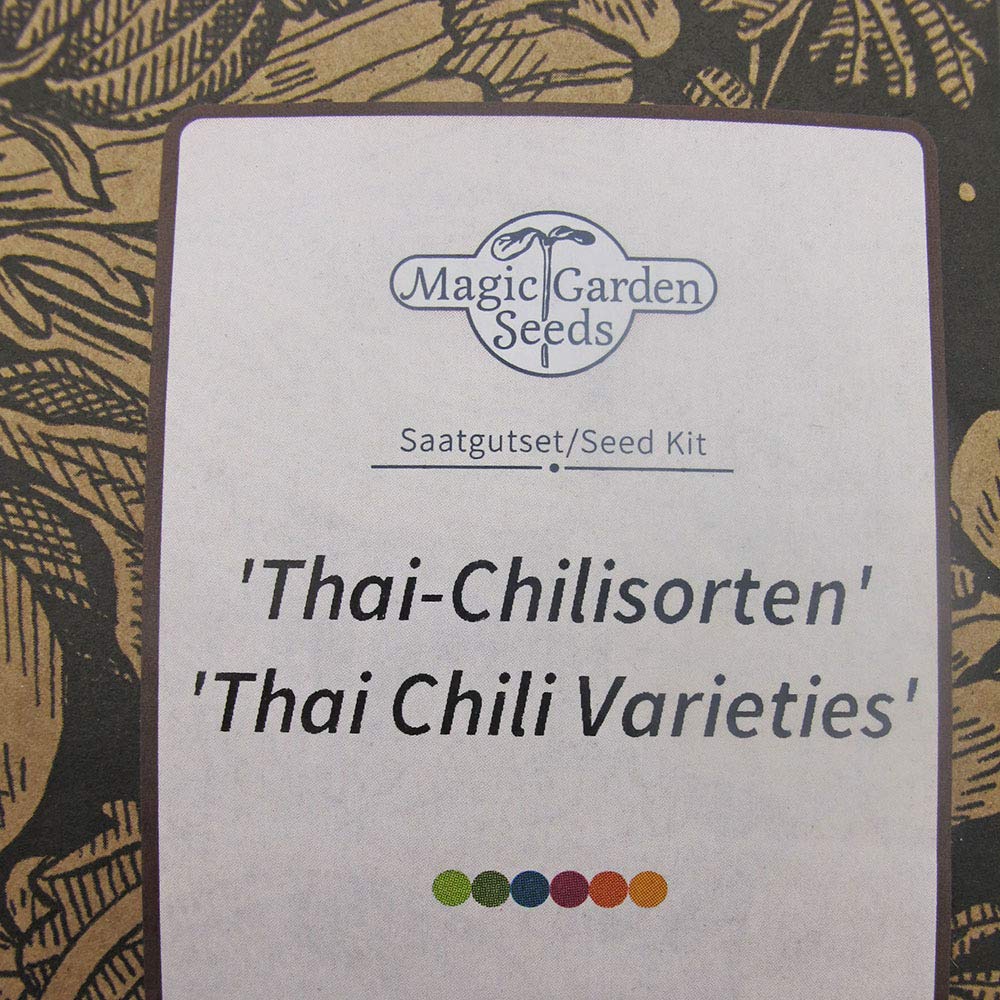 Magic Garden
Seeds
Saatgutset/Seed Kit
'Thai-Chilisorten'
'Thai Chili Varieties'